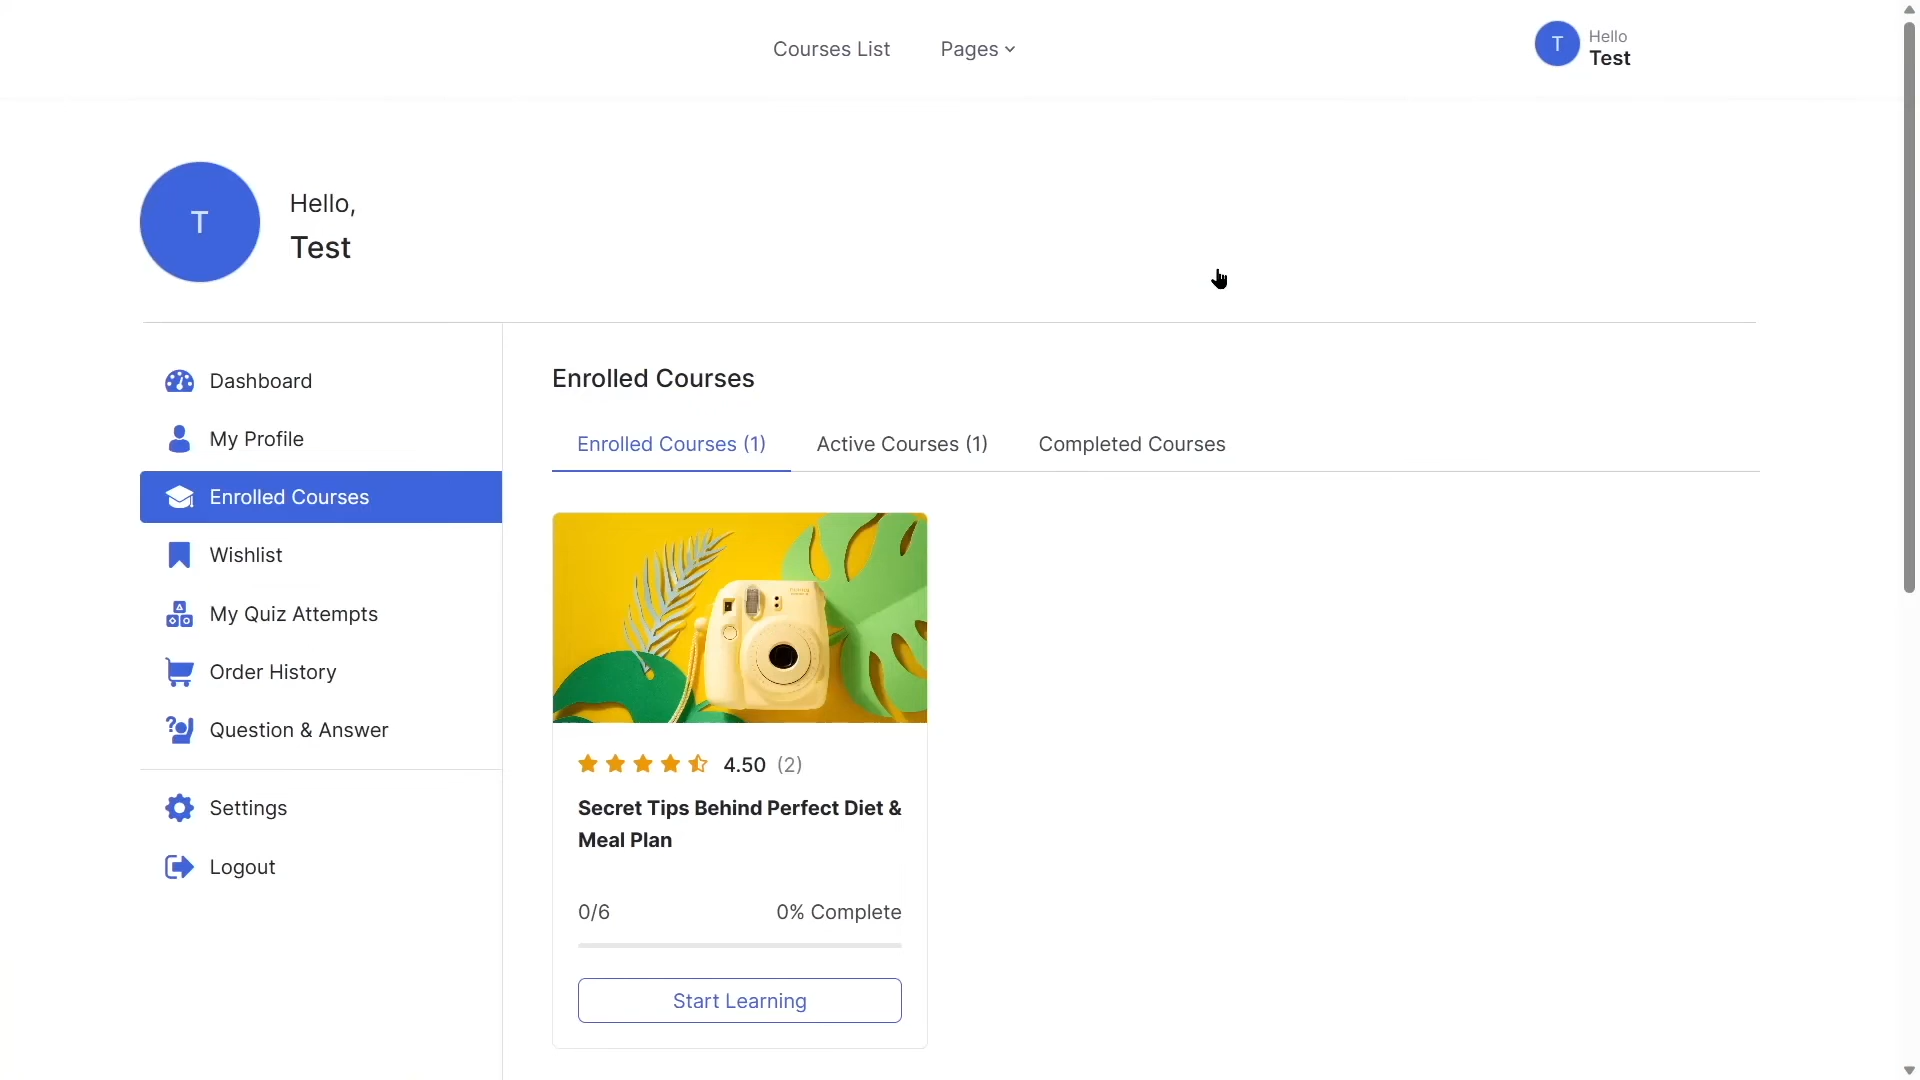 Courses List
Pages
T
Hello
Test
T
Hello,
Test
Dashboard
My Profile
Enrolled Courses
Wishlist
My Quiz Attempts
Order History
Question & Answer
Settings
Logout
Enrolled Courses
Enrolled Courses (1)
Active Courses (1)
Completed Courses
4.50 (2)
Secret Tips Behind Perfect Diet &
Meal Plan
0/6
0% Complete
Start Learning